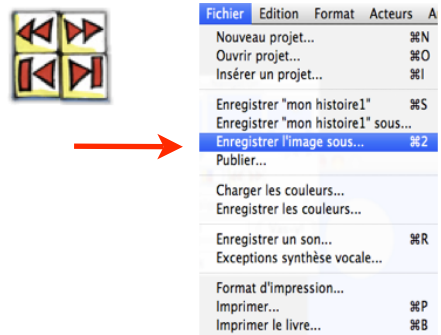 Fichier Edition Format Acteurs A
Nouveau projet... ⌘N
Ouvrir projet... ⌘O
Insérer un projet... ⌘I
Enregistrer "mon histoire1" ⌘S
Enregistrer "mon histoire1" sous...
Enregistrer l'image sous... ⌘2
Publier...
Charger les couleurs...
Enregistrer les couleurs...
Enregistrer un son... ⌘R
Exceptions synthèse vocale...
Format d'impression...
Imprimer... ⌘P
Imprimer le livre... ⌘B